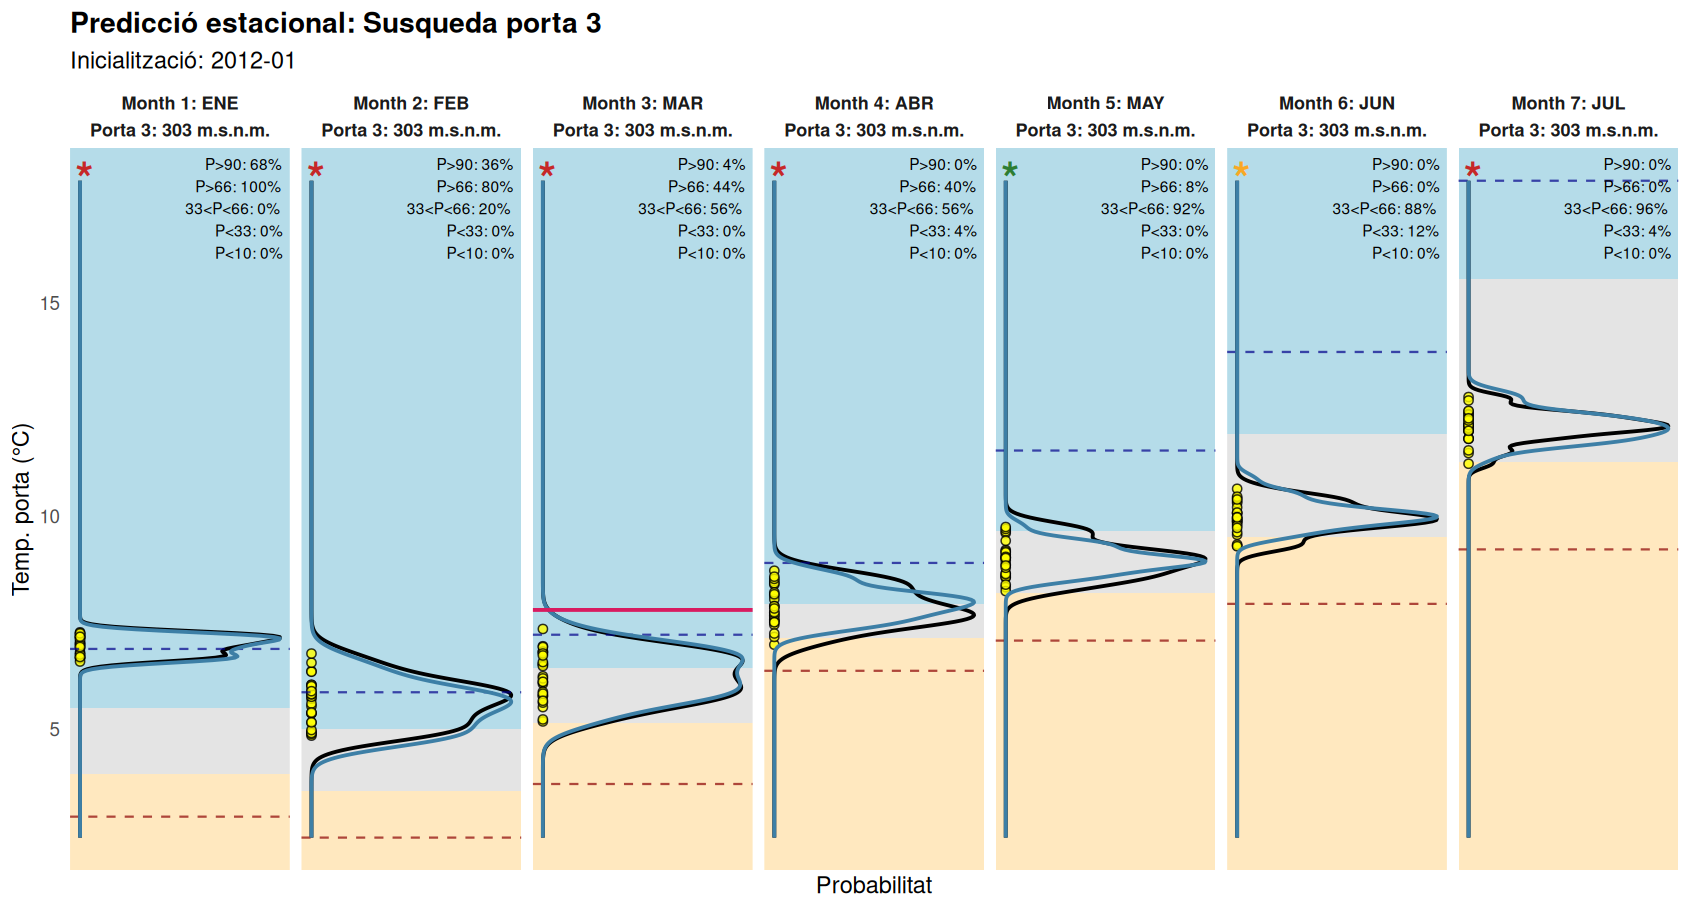 Predicció estacional: Susqueda porta 3
Inicialització: 2012-01
Month 1: ENE
Porta 3: 303 m.s.n.m.
Month 2: FEB
Porta 3: 303 m.s.n.m.
Month 3: MAR
Porta 3: 303 m.s.n.m.
Month 4: ABR
Porta 3: 303 m.s.n.m.
Month 5: MAY
Porta 3: 303 m.s.n.m.
Month 6: JUN
Porta 3: 303 m.s.n.m.
Month 7: JUL
Porta 3: 303 m.s.n.m.
*
P>90: 68%
P>66: 100%
33<P<66: 0%
P<33: 0%
P<10: 0%
*
P>90: 36%
P>66: 80%
33<P<66: 20%
P<33: 0%
P<10: 0%
*
P>90: 4%
P>66: 44%
33<P<66: 56%
P<33: 0%
P<10: 0%
*
P>90: 0%
P>66: 40%
33<P<66: 56%
P<33: 4%
P<10: 0%
*
P>90: 0%
P>66: 8%
33<P<66: 92%
P<33: 0%
P<10: 0%
*
P>90: 0%
P>66: 0%
33<P<66: 88%
P<33: 12%
P<10: 0%
*
P>90: 0%
P>66: 0%
33<P<66: 96%
P<33: 4%
P<10: 0%
15
10
5
Temp. porta (°C)
Probabilitat